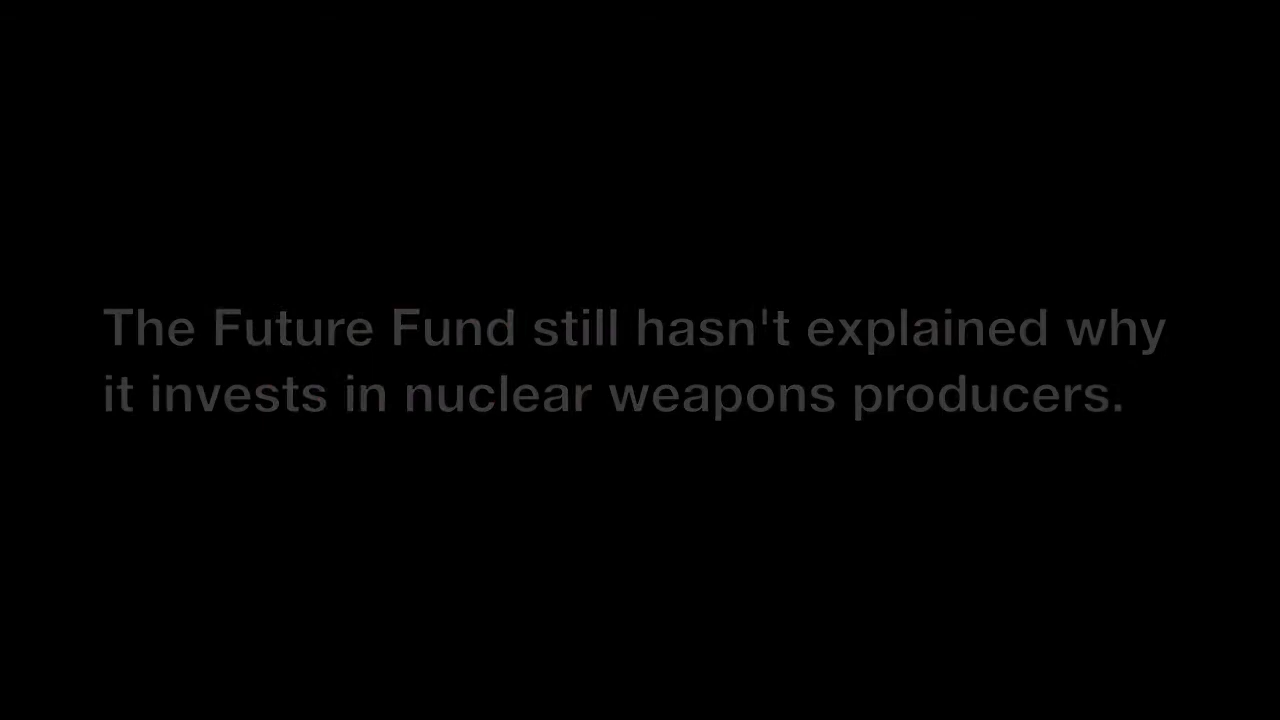 The Future Fund still hasn't explained why
it invests in nuclear weapons producers.